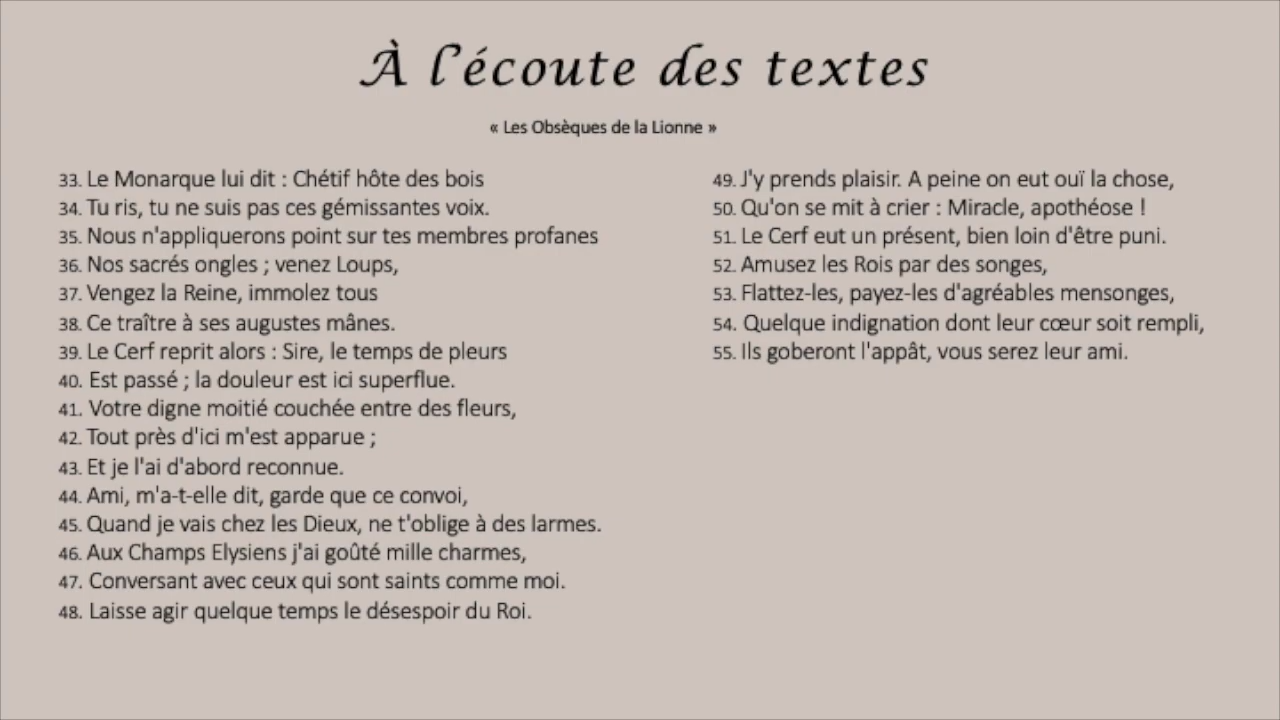 À l'écoute des textes
« Les Obsèques de la Lionne »
33. Le Monarque lui dit : Chétif hôte des bois
34. Tu ris, tu ne suis pas ces gémissantes voix.
35. Nous n'appliquerons point sur tes membres profanes
36. Nos sacrés ongles ; venez Loups,
37. Vengez la Reine, immolez tous
38. Ce traître à ses augustes mânes.
39. Le Cerf reprit alors : Sire, le temps de pleurs
40. Est passé ; la douleur est ici superflue.
41. Votre digne moitié couchée entre des fleurs,
42. Tout près d'ici m'est apparue ;
43. Et je l'ai d'abord reconnue.
44. Ami, m'a-t-elle dit, garde que ce convoi,
45. Quand je vais chez les Dieux, ne t'oblige à des larmes.
46. Aux Champs Elysiens j'ai goûté mille charmes,
47. Conversant avec ceux qui sont saints comme moi.
48. Laisse agir quelque temps le désespoir du Roi.
49. J'y prends plaisir. A peine on eut ouï la chose,
50. Qu'on se mit à crier : Miracle, apothéose !
51. Le Cerf eut un présent, bien loin d'être puni.
52. Amusez les Rois par des songes,
53. Flattez-les, payez-les d'agréables mensonges,
54. Quelque indignation dont leur cœur soit rempli,
55. Ils goberont l'appât, vous serez leur ami.